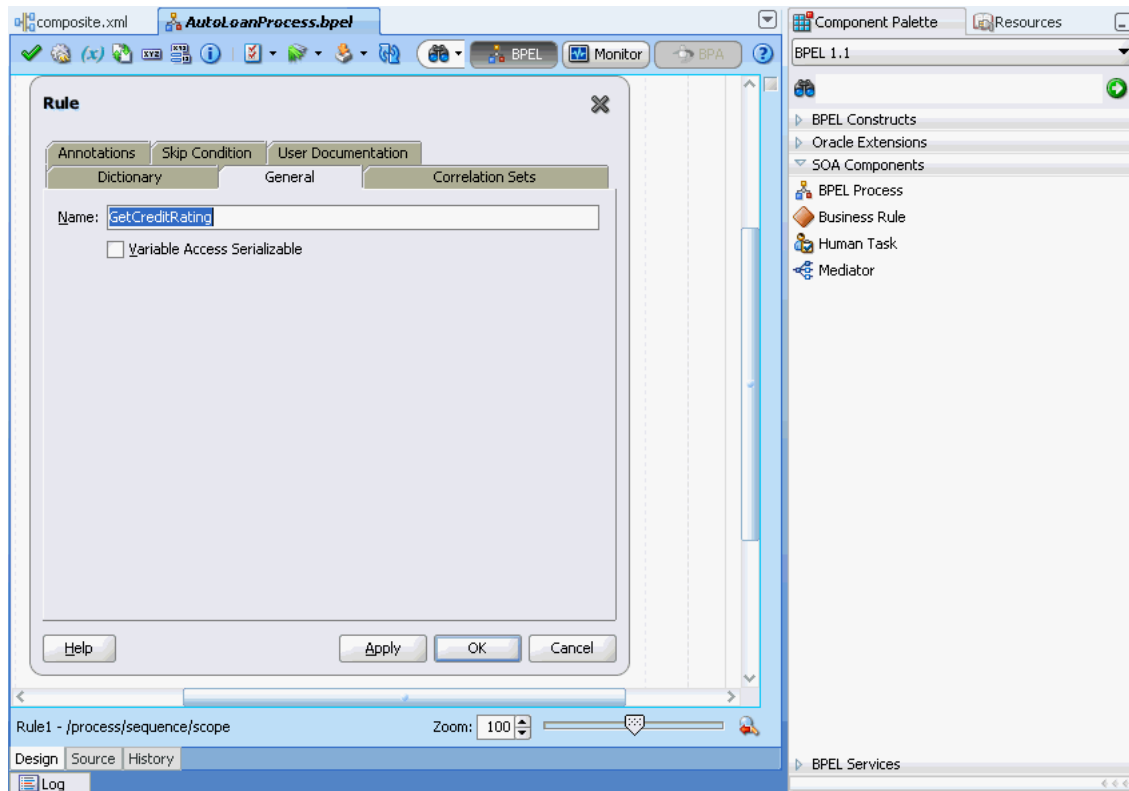 composite.xml
AutoLoanProcess.bpel
Component Palette
Resources
(x)
XYZ
BPEL
Monitor
BPA
BPEL 1.1
Rule
BPEL Constructs
Oracle Extensions
SOA Components
BPEL Process
Business Rule
Human Task
Mediator
Annotations
Skip Condition
User Documentation
Dictionary
General
Correlation Sets
Name: GetCreditRating
Variable Access Serializable
Help
Apply
OK
Cancel
Rule1 - /process/sequence/scope
Zoom: 100
Design
Source
History
BPEL Services
Log